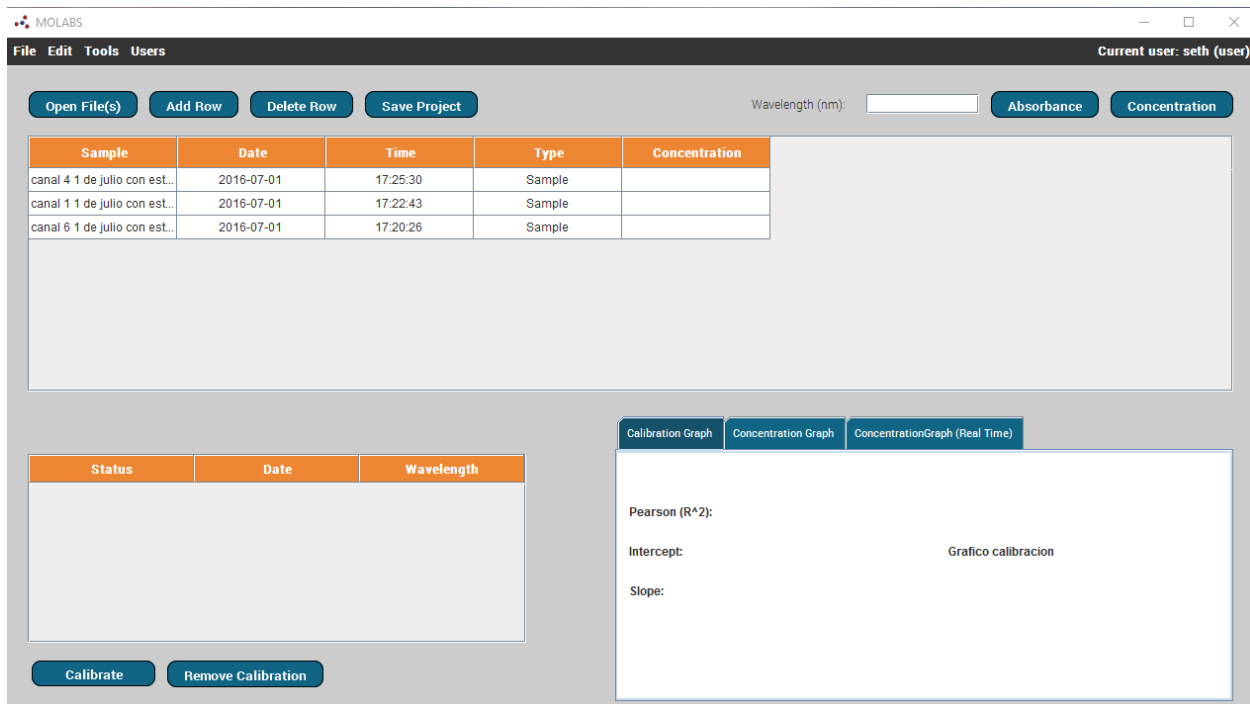 MOLABS
File Edit Tools Users Current user: seth (user)
Open File(s) Add Row Delete Row Save Project Wavelength (nm): Absorbance Concentration
Sample Date Time Type Concentration
canal 4 1 de julio con est... 2016-07-01 17:25:30 Sample
canal 1 1 de julio con est... 2016-07-01 17:22:43 Sample
canal 6 1 de julio con est... 2016-07-01 17:20:26 Sample
Calibration Graph Concentration Graph ConcentrationGraph (Real Time)
Status Date Wavelength
Pearson (R^2):
Intercept: Grafico calibracion
Slope:
Calibrate Remove Calibration